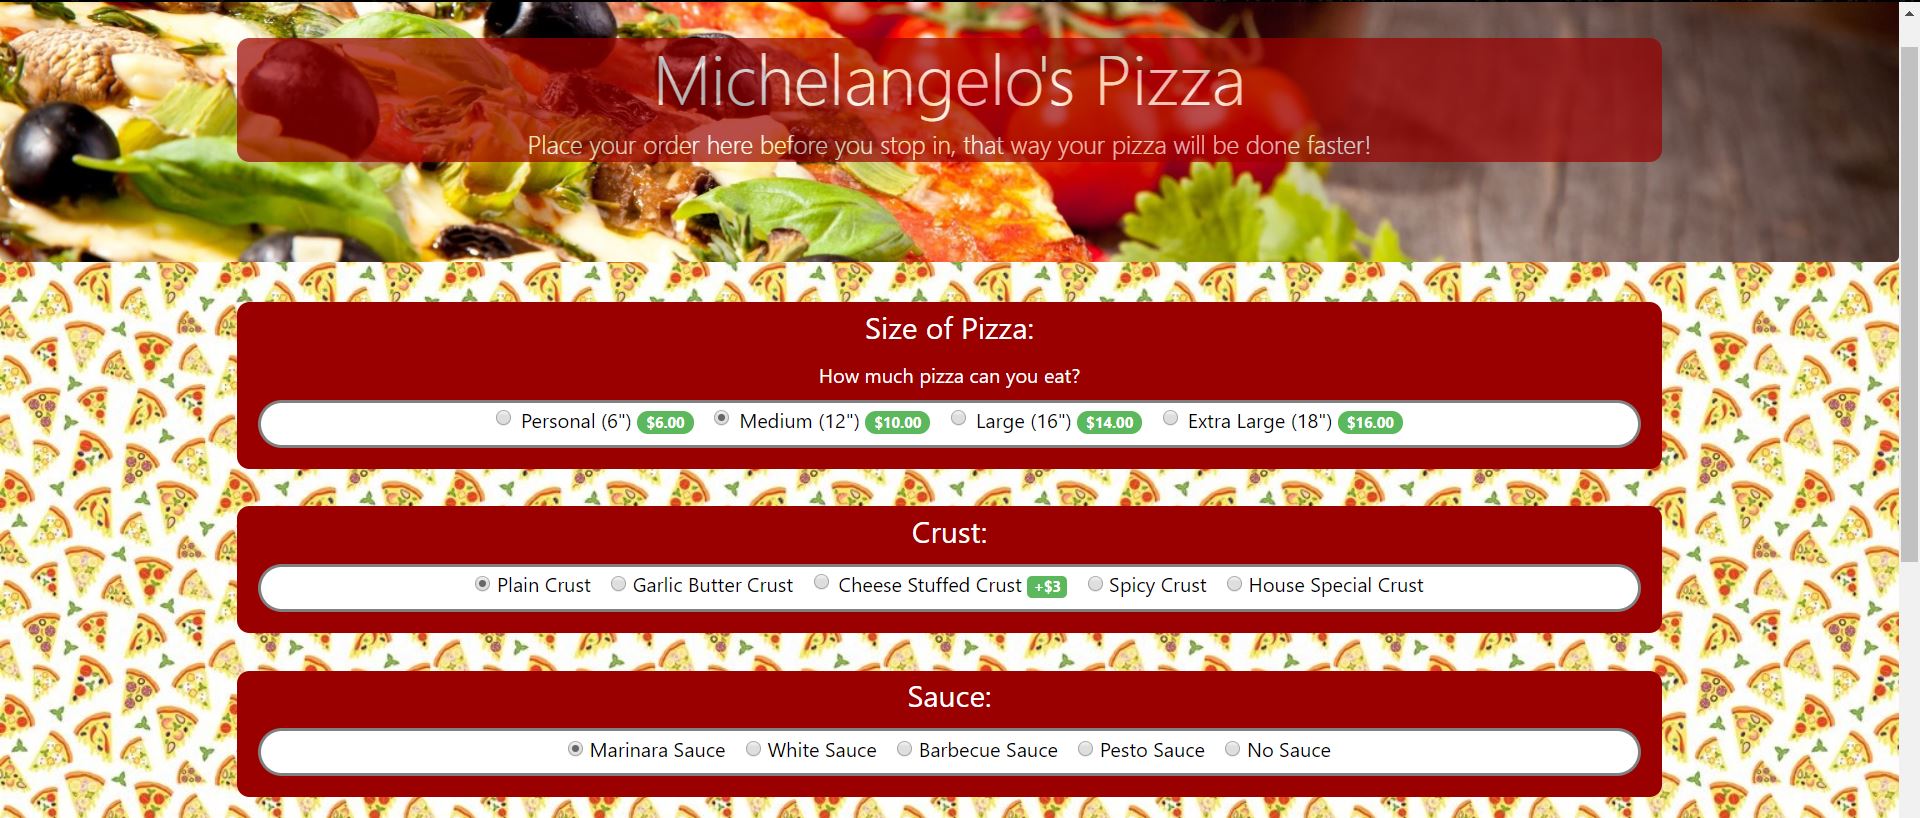 Michelangelo's Pizza
Place your order here before you stop in, that way your pizza will be done faster!
Size of Pizza:
How much pizza can you eat?
Personal (6") $6.00 Medium (12") $10.00 Large (16") $14.00 Extra Large (18") $16.00
Crust:
Plain Crust Garlic Butter Crust Cheese Stuffed Crust +$3 Spicy Crust House Special Crust
Sauce:
Marinara Sauce White Sauce Barbecue Sauce Pesto Sauce No Sauce